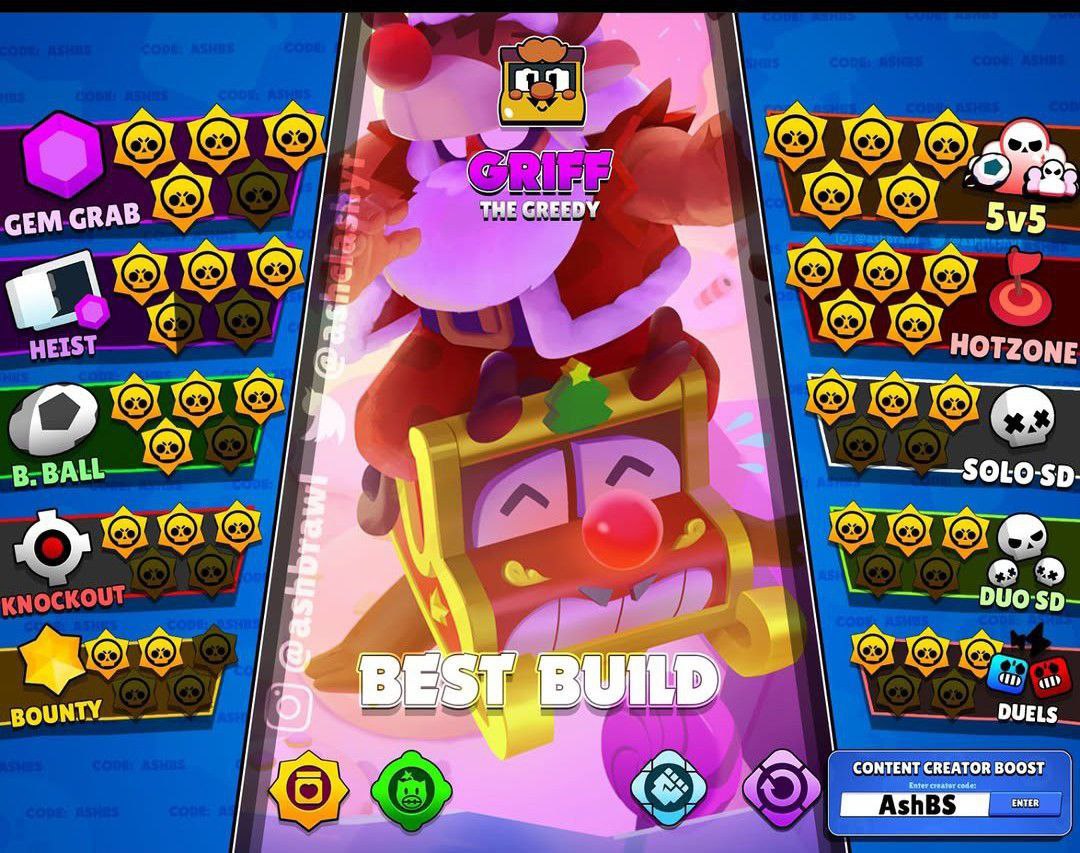 CODE: ASHBS
GRIFF
THE GREEDY
GEM GRAB
HEIST
B. BALL
KNOCKOUT
BOUNTY
@ashclashyt
@ashbrawl
5v5
HOTZONE
SOLO SD
DUO SD
DUELS
BEST BUILD
CONTENT CREATOR BOOST
Enter creator code:
AshBS
ENTER